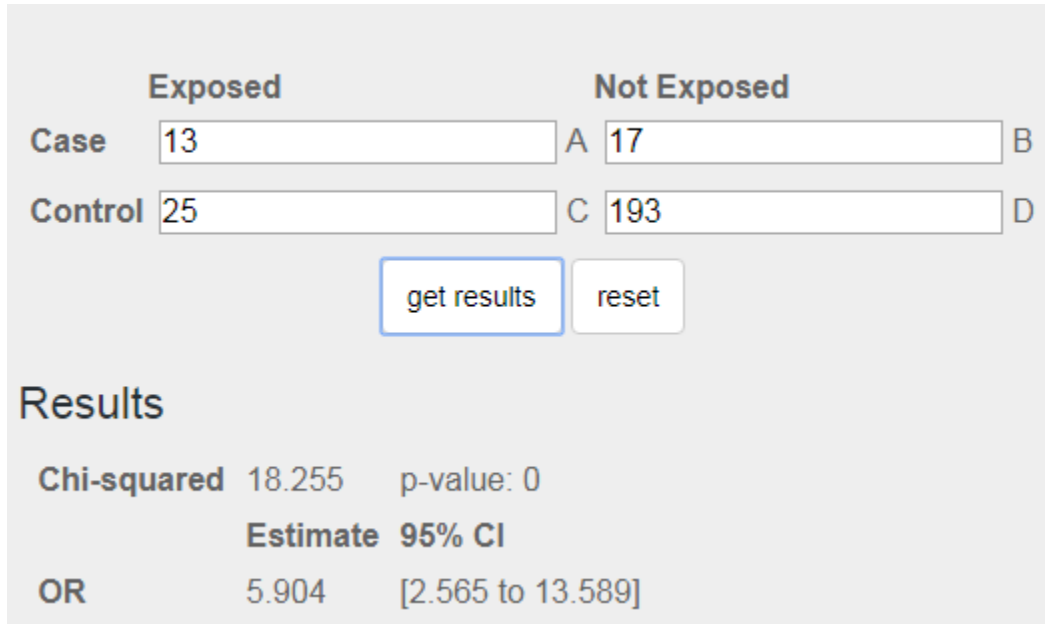 Exposed Not Exposed
Case 13 A 17 B
Control 25 C 193 D
get results reset
Results
Chi-squared 18.255 p-value: 0
Estimate 95% CI
OR 5.904 [2.565 to 13.589]